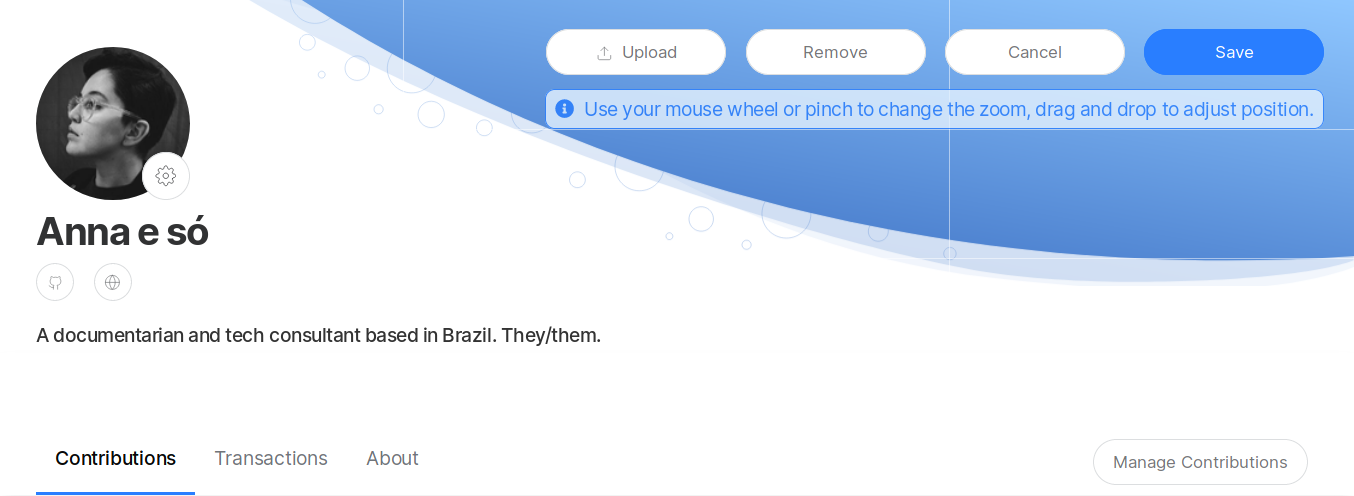 Upload
Remove
Cancel
Save
Use your mouse wheel or pinch to change the zoom, drag and drop to adjust position.
Anna e só
A documentarian and tech consultant based in Brazil. They/them.
Contributions
Transactions
About
Manage Contributions